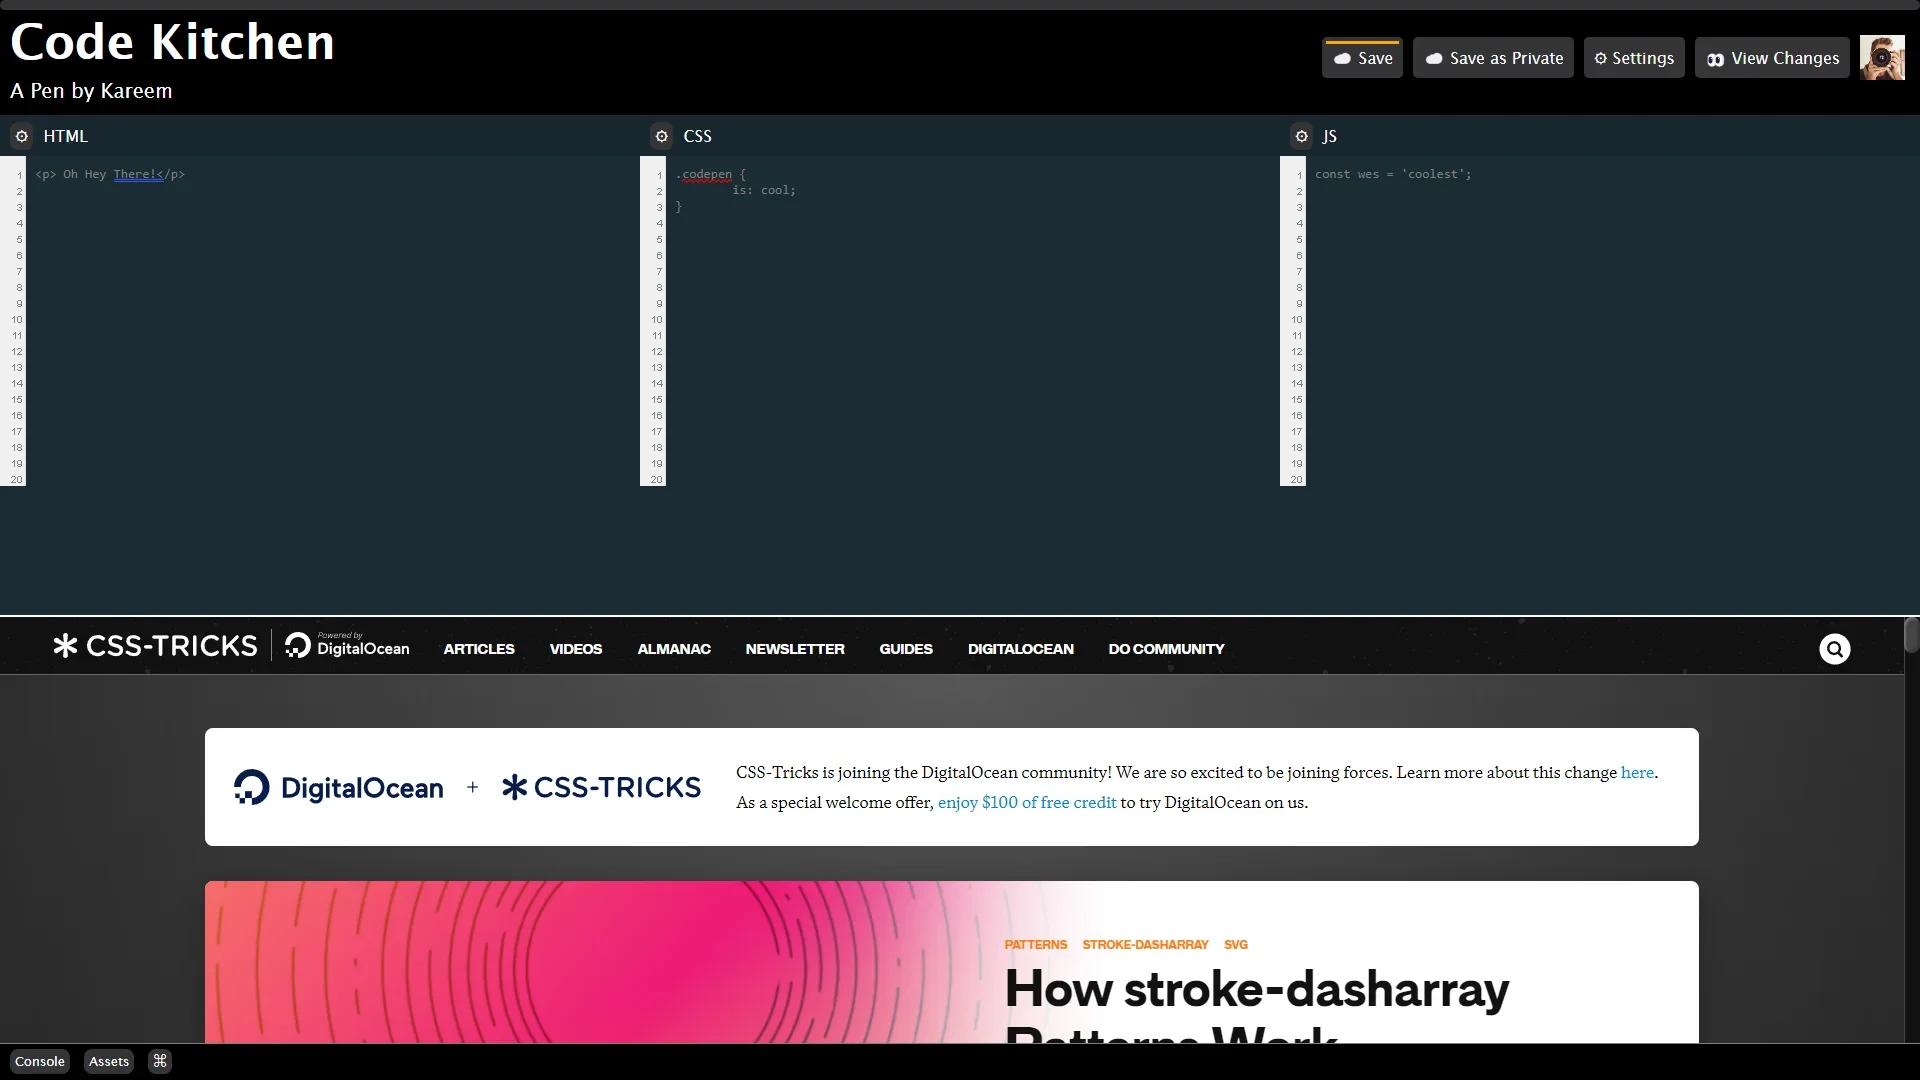 Code Kitchen
A Pen by Kareem
Save
Save as Private
Settings
View Changes
HTML
CSS
JS
1 <p> Oh Hey There!</p>
2
3
4
5
6
7
8
9
10
11
12
13
14
15
16
17
18
19
20
1 .codepen {
2 is: cool;
3 }
4
5
6
7
8
9
10
11
12
13
14
15
16
17
18
19
20
1 const wes = 'coolest';
2
3
4
5
6
7
8
9
10
11
12
13
14
15
16
17
18
19
20
CSS-TRICKS
Powered by
DigitalOcean
ARTICLES VIDEOS ALMANAC NEWSLETTER GUIDES DIGITALOCEAN DO COMMUNITY
DigitalOcean + CSS-TRICKS
CSS-Tricks is joining the DigitalOcean community! We are so excited to be joining forces. Learn more about this change here.
As a special welcome offer, enjoy $100 of free credit to try DigitalOcean on us.
PATTERNS STROKE-DASHARRAY SVG
How stroke-dasharray
Patterns Work
Console Assets ⌘